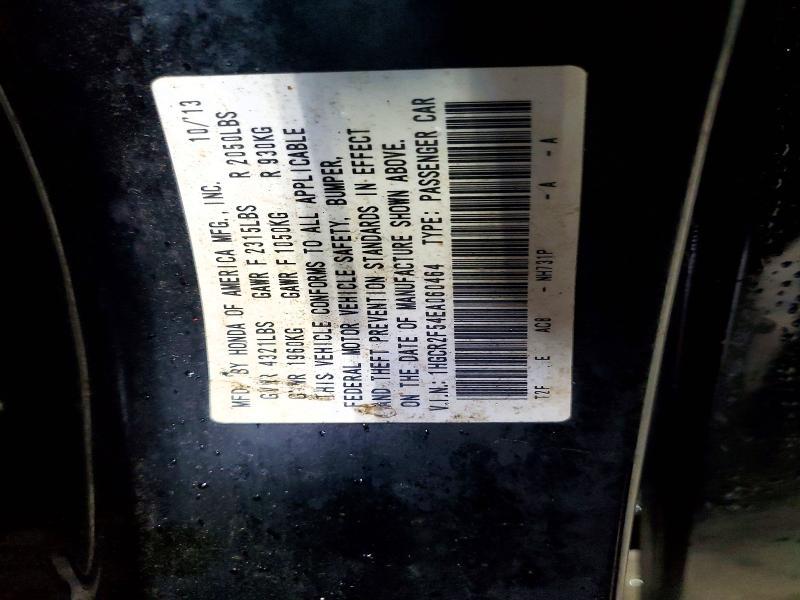 MFD. BY HONDA OF AMERICA MFG., INC. 10/'13
GVWR 4321LBS GAWR F 2315LBS R 2050LBS
GVWR 1960KG GAWR F 1050KG R 930KG
THIS VEHICLE CONFORMS TO ALL APPLICABLE
FEDERAL MOTOR VEHICLE SAFETY, BUMPER,
AND THEFT PREVENTION STANDARDS IN EFFECT
ON THE DATE OF MANUFACTURE SHOWN ABOVE.
V.I.N.: 1HGCR2F54EA060464 TYPE: PASSENGER CAR
T2F .E AC8 - NH731P - A - A